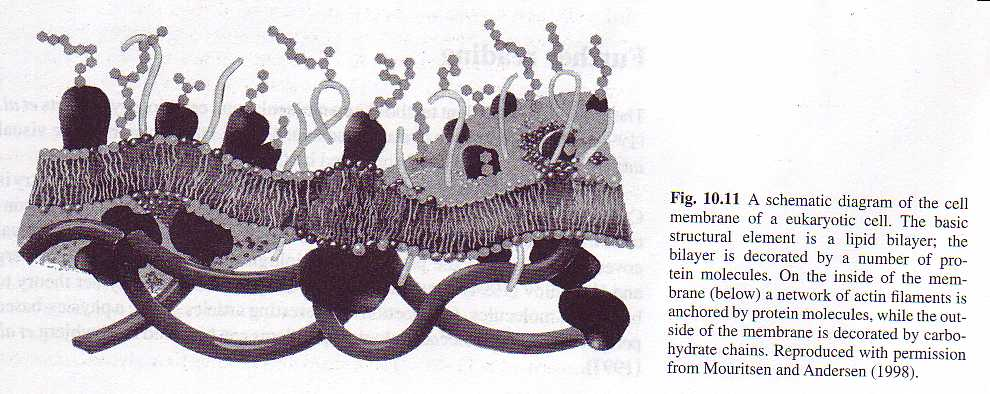 Fig. 10.11 A schematic diagram of the cell
membrane of a eukaryotic cell. The basic
structural element is a lipid bilayer; the
bilayer is decorated by a number of pro-
tein molecules. On the inside of the mem-
brane (below) a network of actin filaments is
anchored by protein molecules, while the out-
side of the membrane is decorated by carbo-
hydrate chains. Reproduced with permission
from Mouritsen and Andersen (1998).